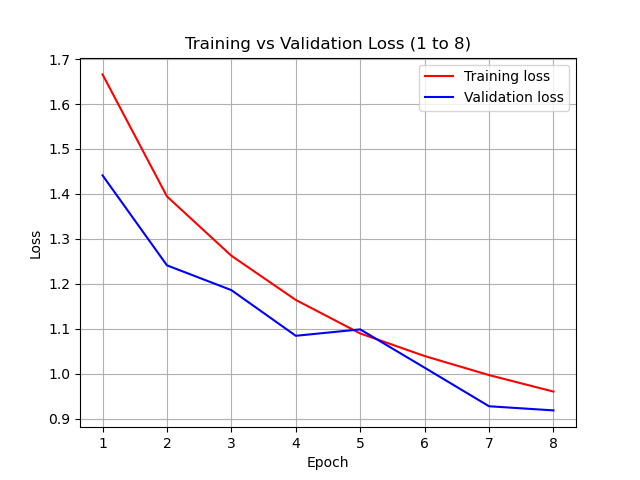 Training vs Validation Loss (1 to 8)
Training loss
Validation loss
Loss
1.7
1.6
1.5
1.4
1.3
1.2
1.1
1.0
0.9
1 2 3 4 5 6 7 8
Epoch